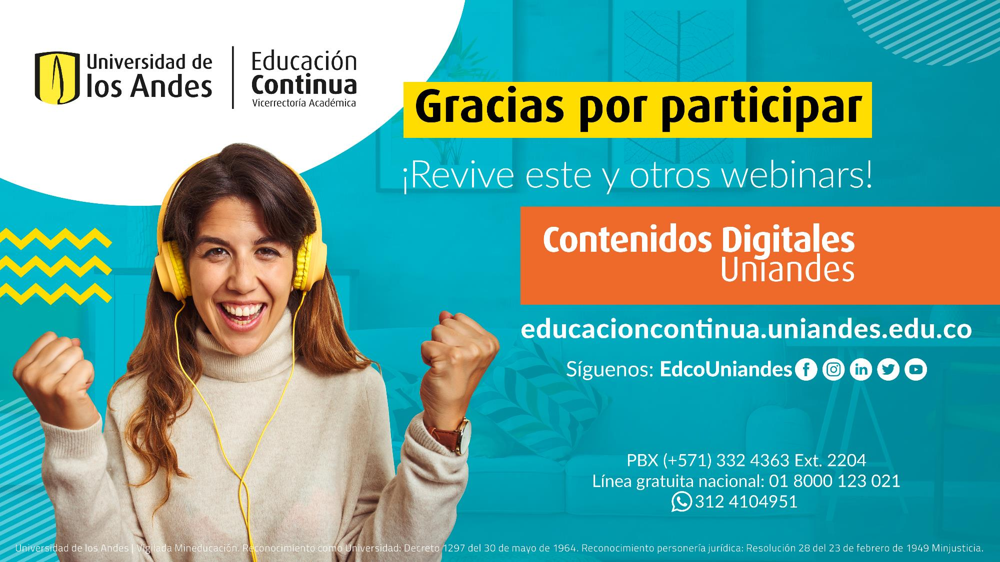 Universidad de
los Andes
Educación
Continua
Vicerrectoría Académica
Gracias por participar
¡Revive este y otros webinars!
Contenidos Digitales
Uniandes
educacioncontinua.uniandes.edu.co
Síguenos: EdcoUniandes
PBX (+571) 332 4363 Ext. 2204
Línea gratuita nacional: 01 8000 123 021
312 4104951
Universidad de los Andes | Vigilada Mineducación. Reconocimiento como Universidad: Decreto 1297 del 30 de mayo de 1964. Reconocimiento personería jurídica: Resolución 28 del 23 de febrero de 1949 Minjusticia.